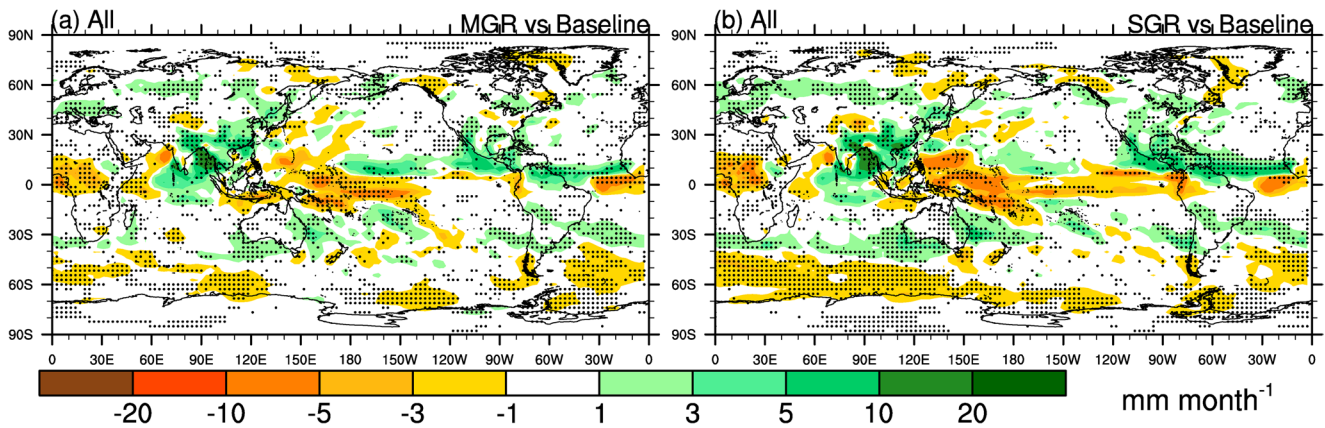 (a) All MGR vs Baseline
90N
60N
30N
0
30S
60S
90S
0 30E 60E 90E 120E 150E 180 150W 120W 90W 60W 30W 0
(b) All SGR vs Baseline
90N
60N
30N
0
30S
60S
90S
0 30E 60E 90E 120E 150E 180 150W 120W 90W 60W 30W 0
-20 -10 -5 -3 -1 1 3 5 10 20 mm month⁻¹